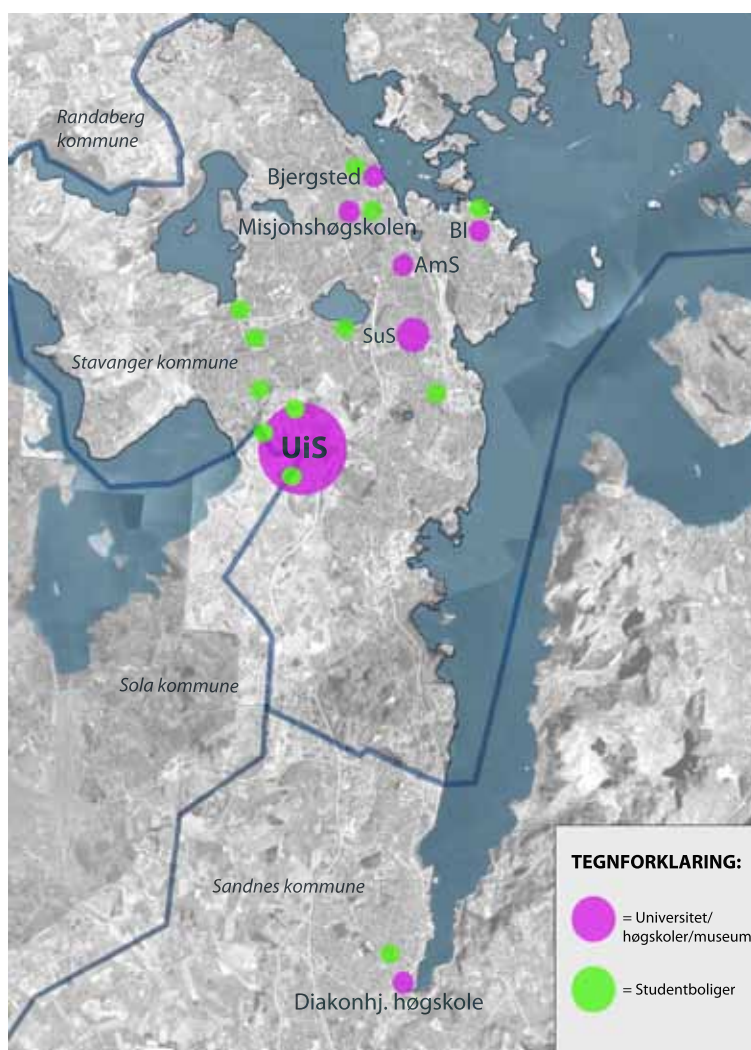 Randaberg
kommune
Bjergsted
Misjonshøgskolen
BI
AmS
SuS
Stavanger kommune
UiS
Sola kommune
Sandnes kommune
Diakonhj. høgskole
TEGNFORKLARING:
= Universitet/
høgskoler/museum
= Studentboliger